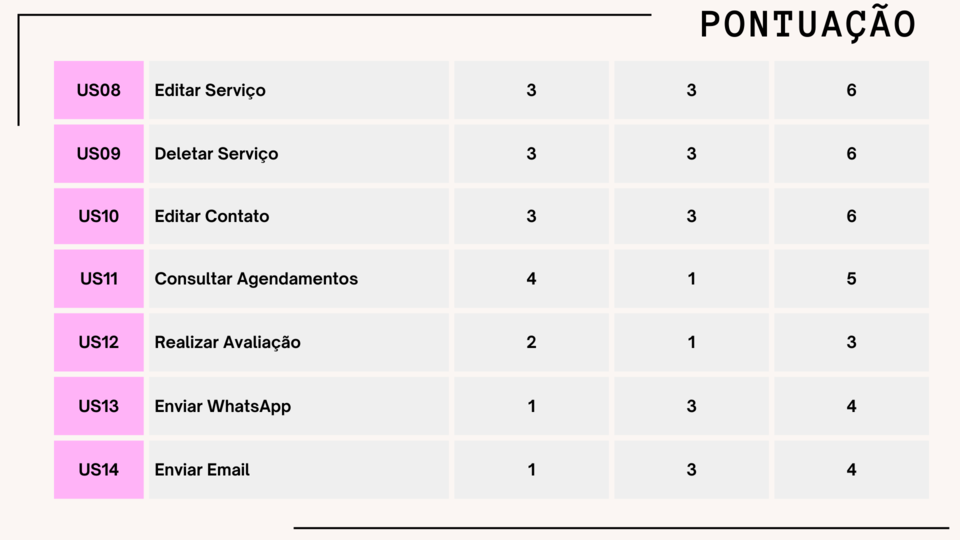 PONTUAÇÃO
US08 Editar Serviço 3 3 6
US09 Deletar Serviço 3 3 6
US10 Editar Contato 3 3 6
US11 Consultar Agendamentos 4 1 5
US12 Realizar Avaliação 2 1 3
US13 Enviar WhatsApp 1 3 4
US14 Enviar Email 1 3 4